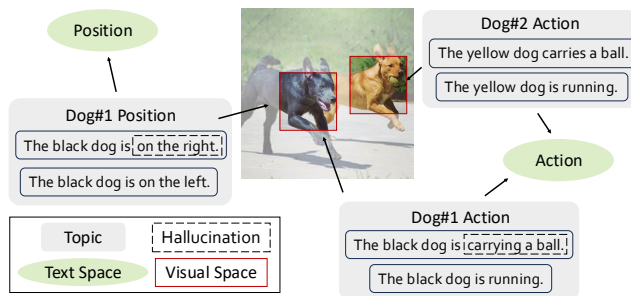 Position
Dog#2 Action
The yellow dog carries a ball.
The yellow dog is running.
Dog#1 Position
The black dog is on the right.
The black dog is on the left.
Action
Dog#1 Action
The black dog is carrying a ball.
The black dog is running.
Topic
Hallucination
Text Space
Visual Space